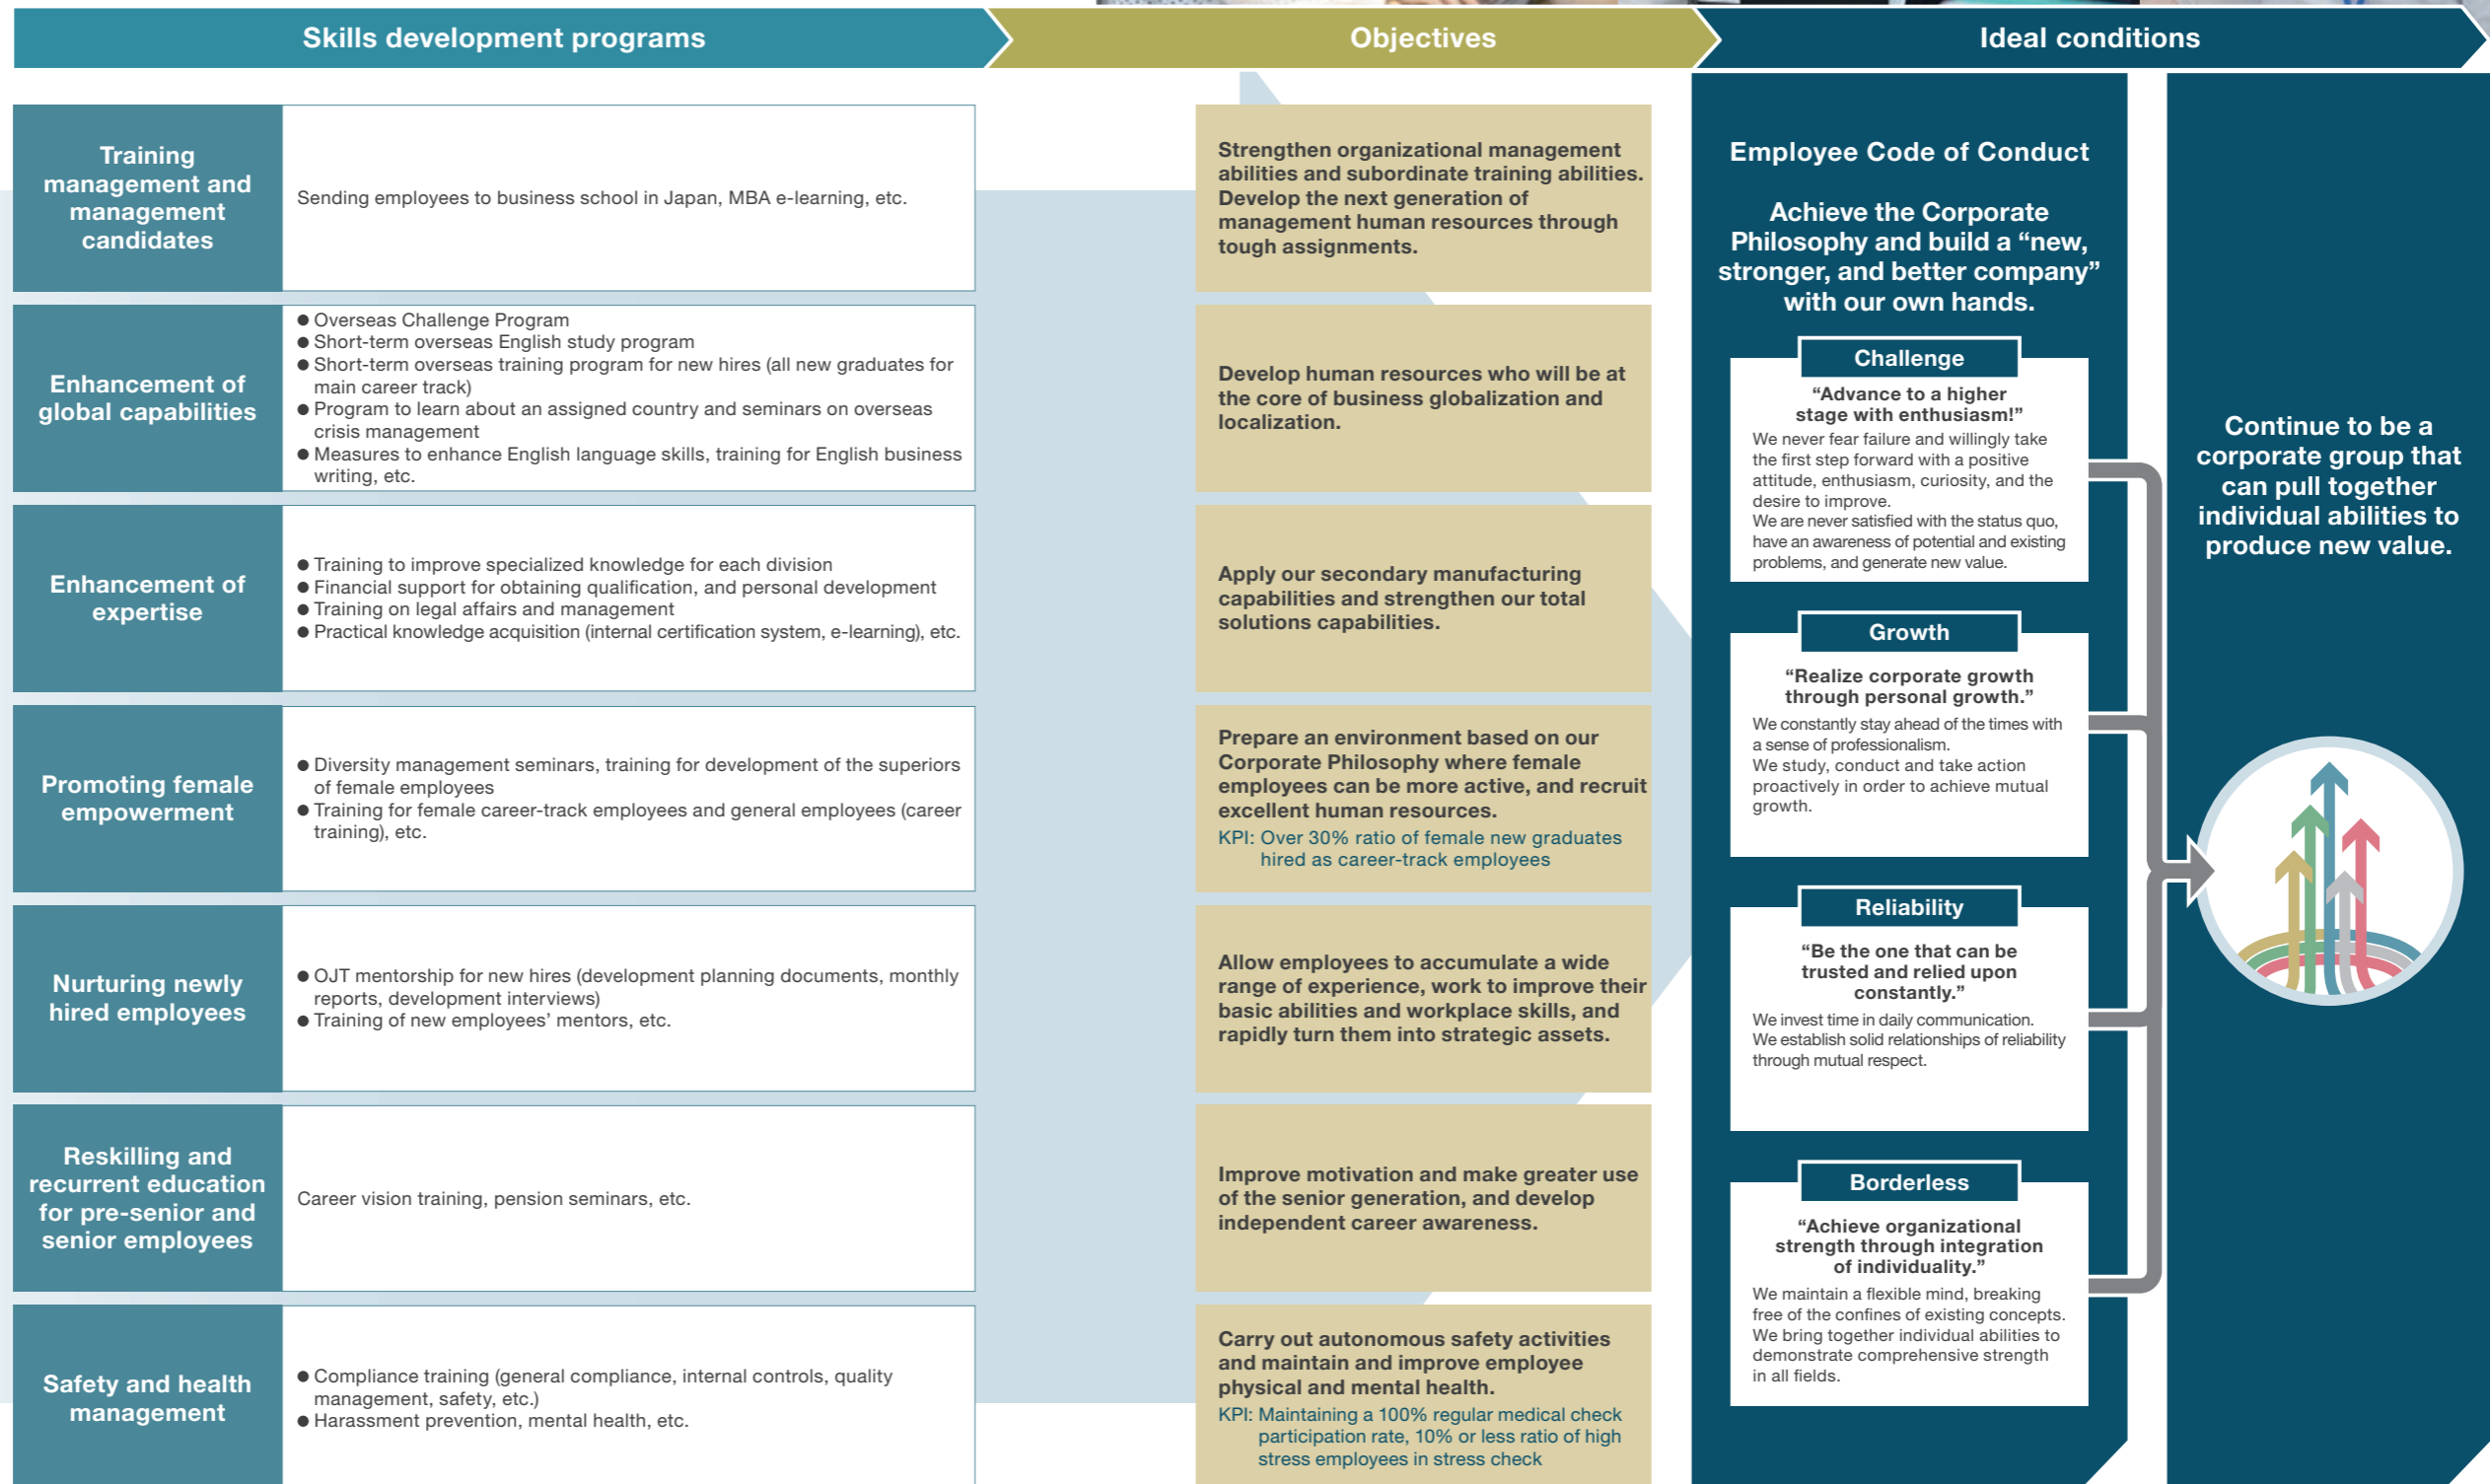 Skills development programs
Objectives
Ideal conditions
Training
management and
management
candidates
Sending employees to business school in Japan, MBA e-learning, etc.
Strengthen organizational management
abilities and subordinate training abilities.
Develop the next generation of
management human resources through
tough assignments.
Enhancement of
global capabilities
● Overseas Challenge Program
● Short-term overseas English study program
● Short-term overseas training program for new hires (all new graduates for
main career track)
● Program to learn about an assigned country and seminars on overseas
crisis management
● Measures to enhance English language skills, training for English business
writing, etc.
Develop human resources who will be at
the core of business globalization and
localization.
Enhancement of
expertise
● Training to improve specialized knowledge for each division
● Financial support for obtaining qualification, and personal development
● Training on legal affairs and management
● Practical knowledge acquisition (internal certification system, e-learning), etc.
Apply our secondary manufacturing
capabilities and strengthen our total
solutions capabilities.
Promoting female
empowerment
● Diversity management seminars, training for development of the superiors
of female employees
● Training for female career-track employees and general employees (career
training), etc.
Prepare an environment based on our
Corporate Philosophy where female
employees can be more active, and recruit
excellent human resources.
KPI: Over 30% ratio of female new graduates
hired as career-track employees
Nurturing newly
hired employees
● OJT mentorship for new hires (development planning documents, monthly
reports, development interviews)
● Training of new employees’ mentors, etc.
Allow employees to accumulate a wide
range of experience, work to improve their
basic abilities and workplace skills, and
rapidly turn them into strategic assets.
Reskilling and
recurrent education
for pre-senior and
senior employees
Career vision training, pension seminars, etc.
Improve motivation and make greater use
of the senior generation, and develop
independent career awareness.
Safety and health
management
● Compliance training (general compliance, internal controls, quality
management, safety, etc.)
● Harassment prevention, mental health, etc.
Carry out autonomous safety activities
and maintain and improve employee
physical and mental health.
KPI: Maintaining a 100% regular medical check
participation rate, 10% or less ratio of high
stress employees in stress check
Employee Code of Conduct
Achieve the Corporate
Philosophy and build a “new,
stronger, and better company”
with our own hands.
Challenge
“Advance to a higher
stage with enthusiasm!”
We never fear failure and willingly take
the first step forward with a positive
attitude, enthusiasm, curiosity, and the
desire to improve.
We are never satisfied with the status quo,
have an awareness of potential and existing
problems, and generate new value.
Growth
“Realize corporate growth
through personal growth.”
We constantly stay ahead of the times with
a sense of professionalism.
We study, conduct and take action
proactively in order to achieve mutual
growth.
Reliability
“Be the one that can be
trusted and relied upon
constantly.”
We invest time in daily communication.
We establish solid relationships of reliability
through mutual respect.
Borderless
“Achieve organizational
strength through integration
of individuality.”
We maintain a flexible mind, breaking
free of the confines of existing concepts.
We bring together individual abilities to
demonstrate comprehensive strength
in all fields.
Continue to be a
corporate group that
can pull together
individual abilities to
produce new value.